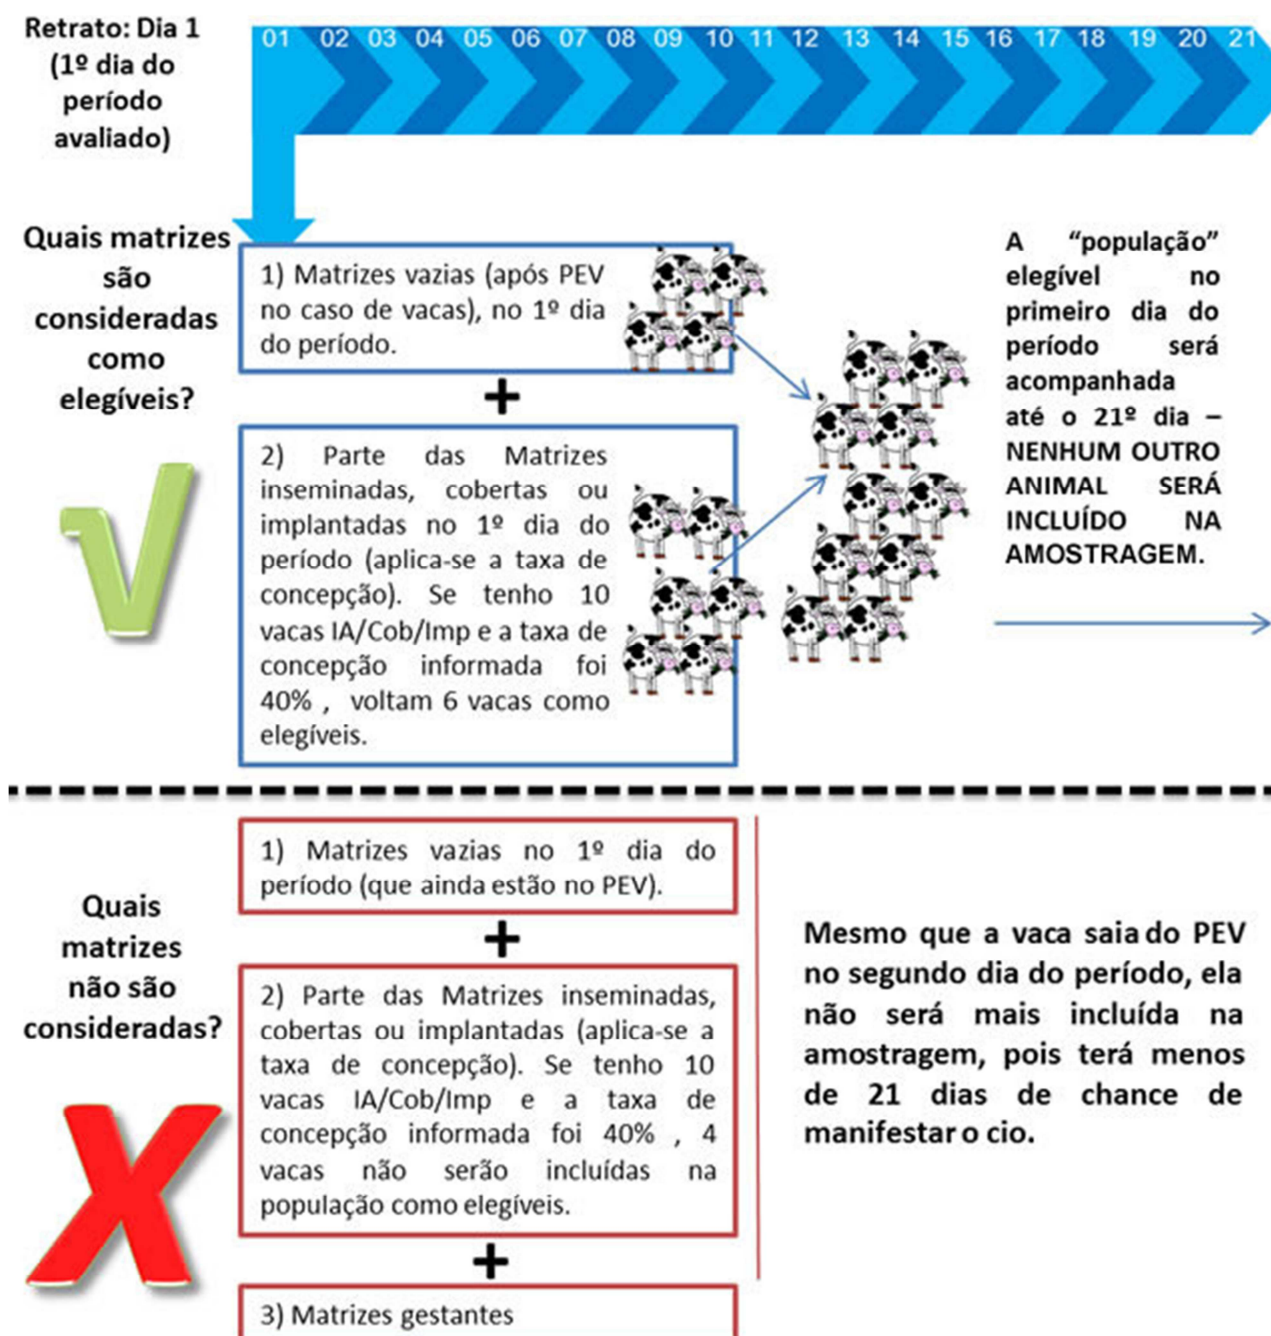 Retrato: Dia 1
(1º dia do
período
avaliado)
01 02 03 04 05 06 07 08 09 10 11 12 13 14 15 16 17 18 19 20 21
Quais matrizes
são
consideradas
como
elegíveis?
1) Matrizes vazias (após PEV
no caso de vacas), no 1º dia
do período.
+
2) Parte das Matrizes
inseminadas, cobertas ou
implantadas no 1º dia do
período (aplica-se a taxa de
concepção). Se tenho 10
vacas IA/Cob/Imp e a taxa de
concepção informada foi
40% , voltam 6 vacas como
elegíveis.
A “população”
elegível no
primeiro dia do
período será
acompanhada
até o 21º dia –
NENHUM OUTRO
ANIMAL SERÁ
INCLUÍDO NA
AMOSTRAGEM.
Quais
matrizes
não são
consideradas?
X
1) Matrizes vazias no 1º dia do
período (que ainda estão no PEV).
+
2) Parte das Matrizes inseminadas,
cobertas ou implantadas (aplica-se a
taxa de concepção). Se tenho 10
vacas IA/Cob/Imp e a taxa de
concepção informada foi 40% , 4
vacas não serão incluídas na
população como elegíveis.
+
3) Matrizes gestantes
Mesmo que a vaca saia do PEV
no segundo dia do período, ela
não será mais incluída na
amostragem, pois terá menos
de 21 dias de chance de
manifestar o cio.